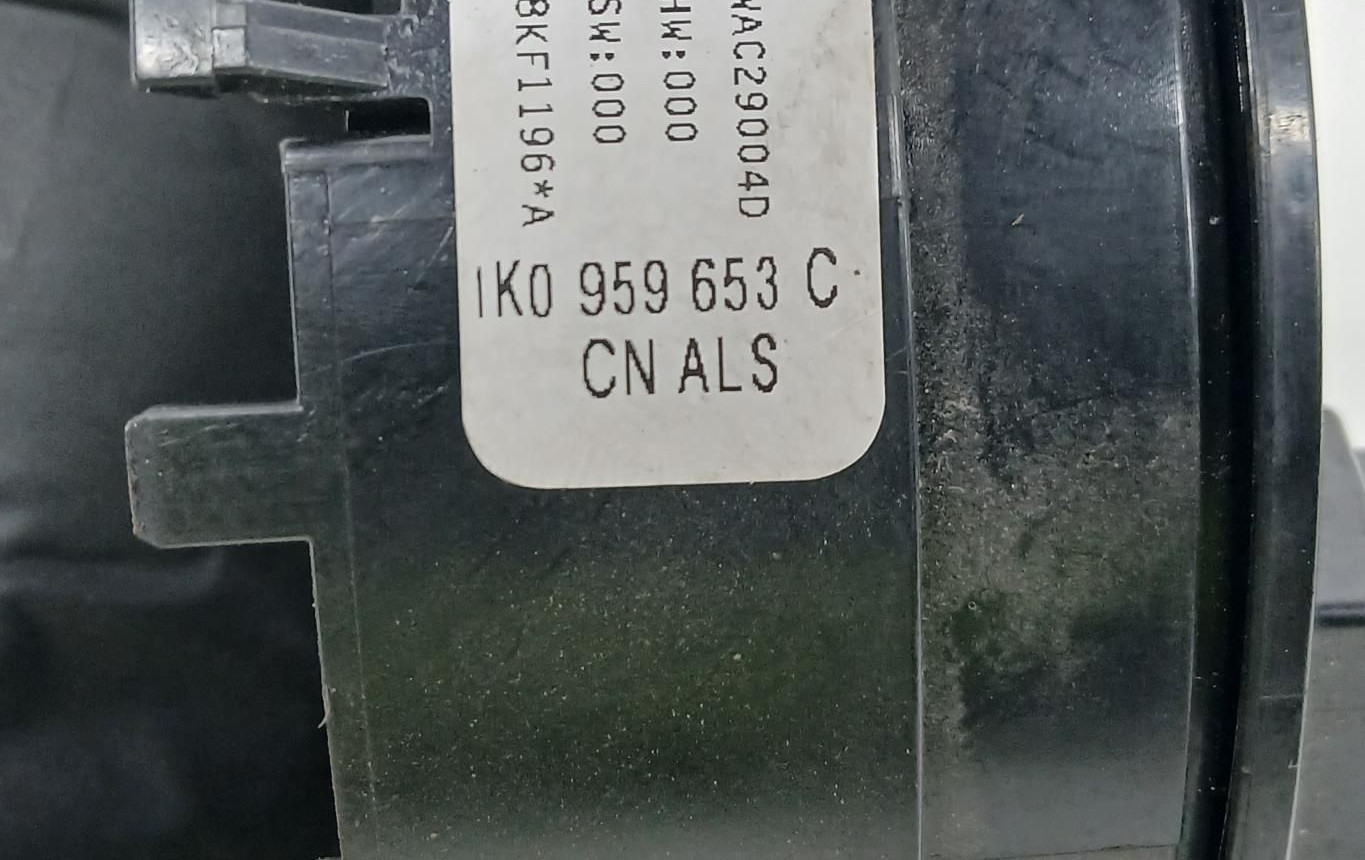 8KF1196*A
SW:000
HW:000
WAC29004D
1K0 959 653 C
CN ALS